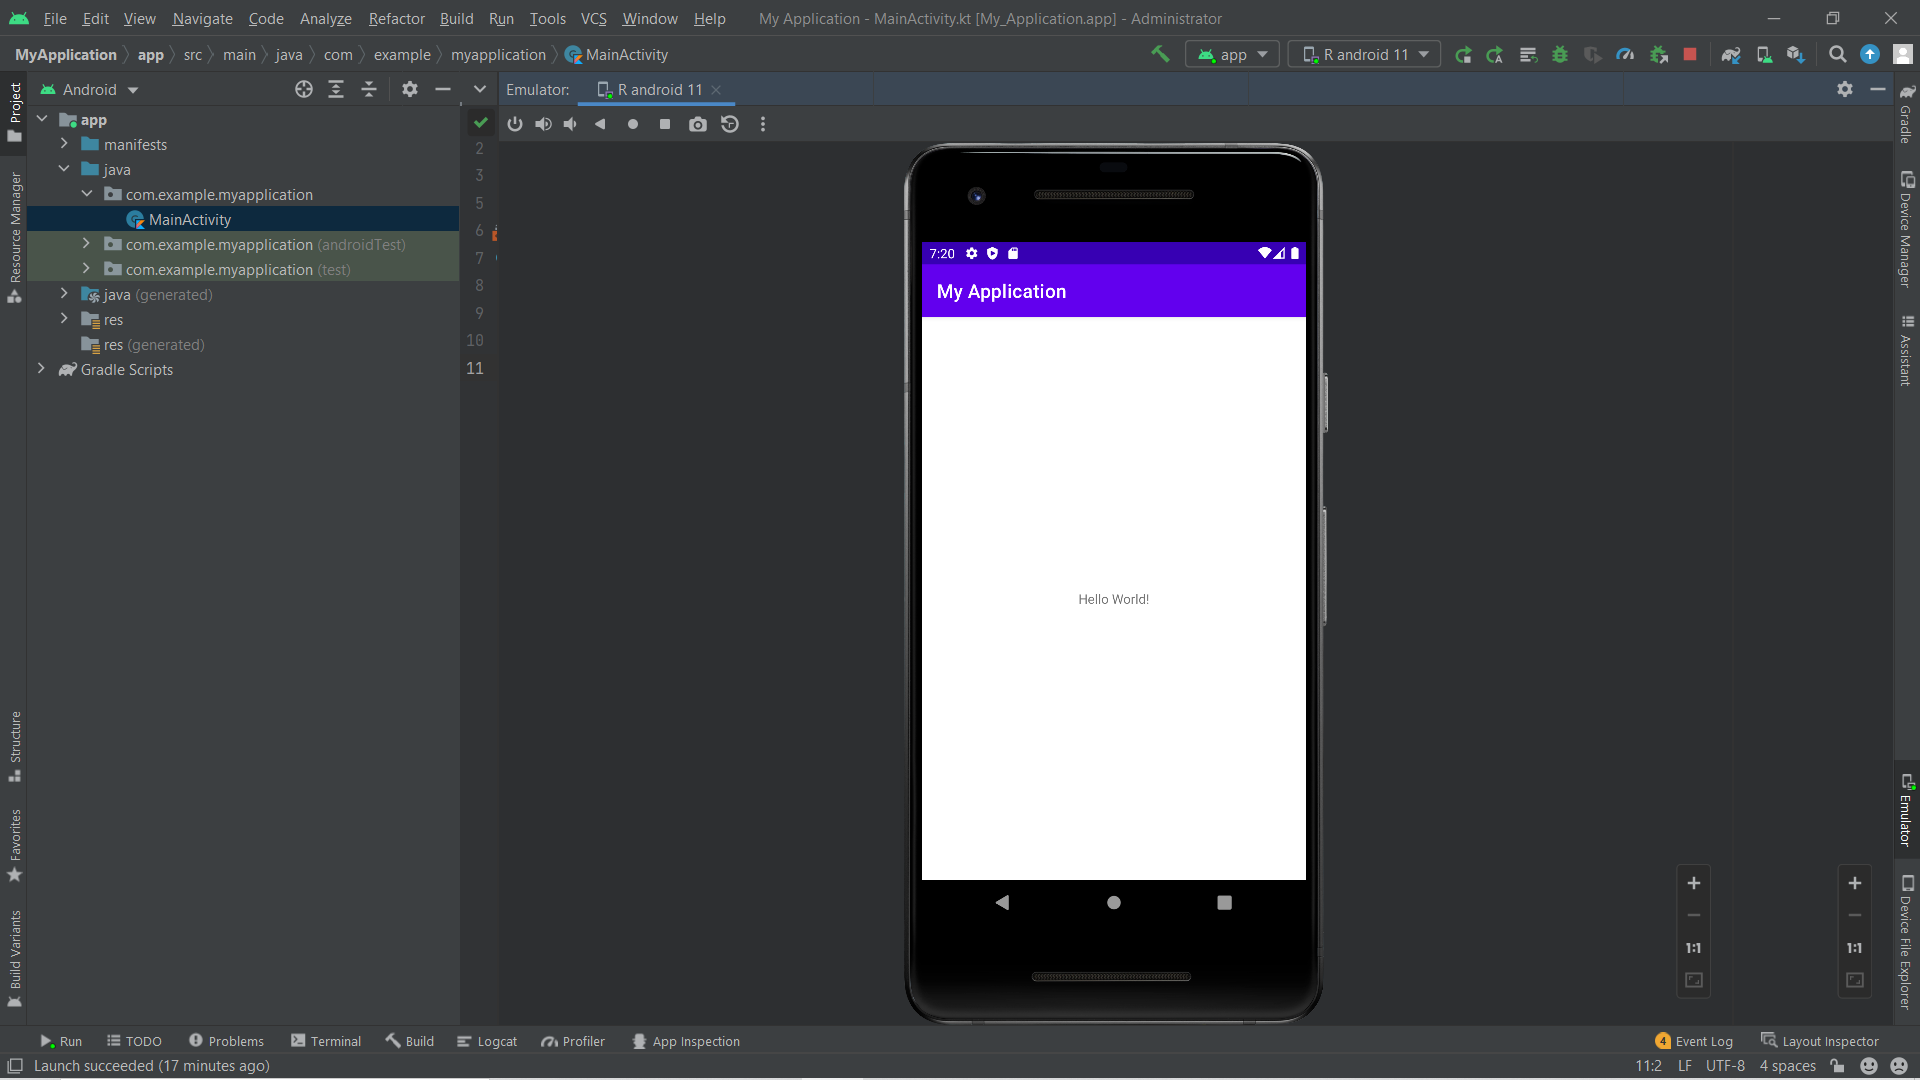 File Edit View Navigate Code Analyze Refactor Build Run Tools VCS Window Help My Application - MainActivity.kt [My_Application.app] - Administrator
MyApplication app src main java com example myapplication MainActivity app R android 11
Android Emulator: R android 11
Project
Resource Manager
Structure
Favorites
Build Variants
app
manifests
java
com.example.myapplication
MainActivity
com.example.myapplication (androidTest)
com.example.myapplication (test)
java (generated)
res
res (generated)
Gradle Scripts
2
3
5
6
7
8
9
10
11
7:20
My Application
Hello World!
1:1
1:1
Gradle
Device Manager
Assistant
Emulator
Device File Explorer
Run TODO Problems Terminal Build Logcat Profiler App Inspection 4 Event Log Layout Inspector
Launch succeeded (17 minutes ago) 11:2 LF UTF-8 4 spaces